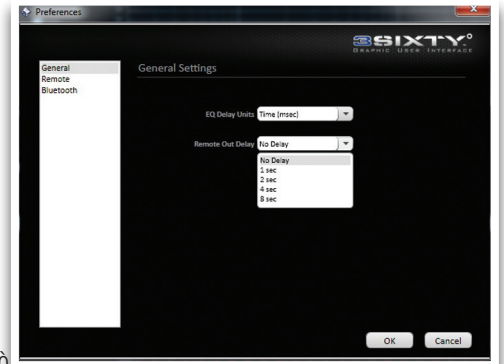 Preferences
3SIXTY.°
GRAPHIC USER INTERFACE
General
Remote
Bluetooth
General Settings
EQ Delay Units Time (msec)
Remote Out Delay No Delay
No Delay
1 sec
2 sec
4 sec
8 sec
OK Cancel
ò